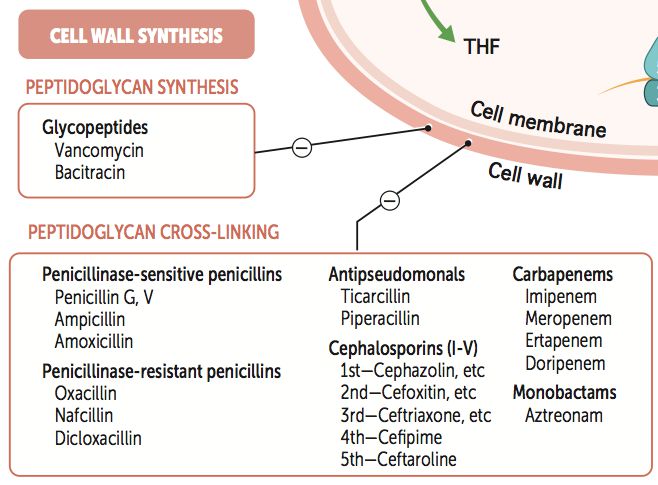 CELL WALL SYNTHESIS
THF
PEPTIDOGLYCAN SYNTHESIS
Glycopeptides
Vancomycin
Bacitracin
Cell membrane
Cell wall
PEPTIDOGLYCAN CROSS-LINKING
Penicillinase-sensitive penicillins
Penicillin G, V
Ampicillin
Amoxicillin
Penicillinase-resistant penicillins
Oxacillin
Nafcillin
Dicloxacillin
Antipseudomonals
Ticarcillin
Piperacillin
Cephalosporins (I-V)
1st—Cephazolin, etc
2nd—Cefoxitin, etc
3rd—Ceftriaxone, etc
4th—Cefipime
5th—Ceftaroline
Carbapenems
Imipenem
Meropenem
Ertapenem
Doripenem
Monobactams
Aztreonam